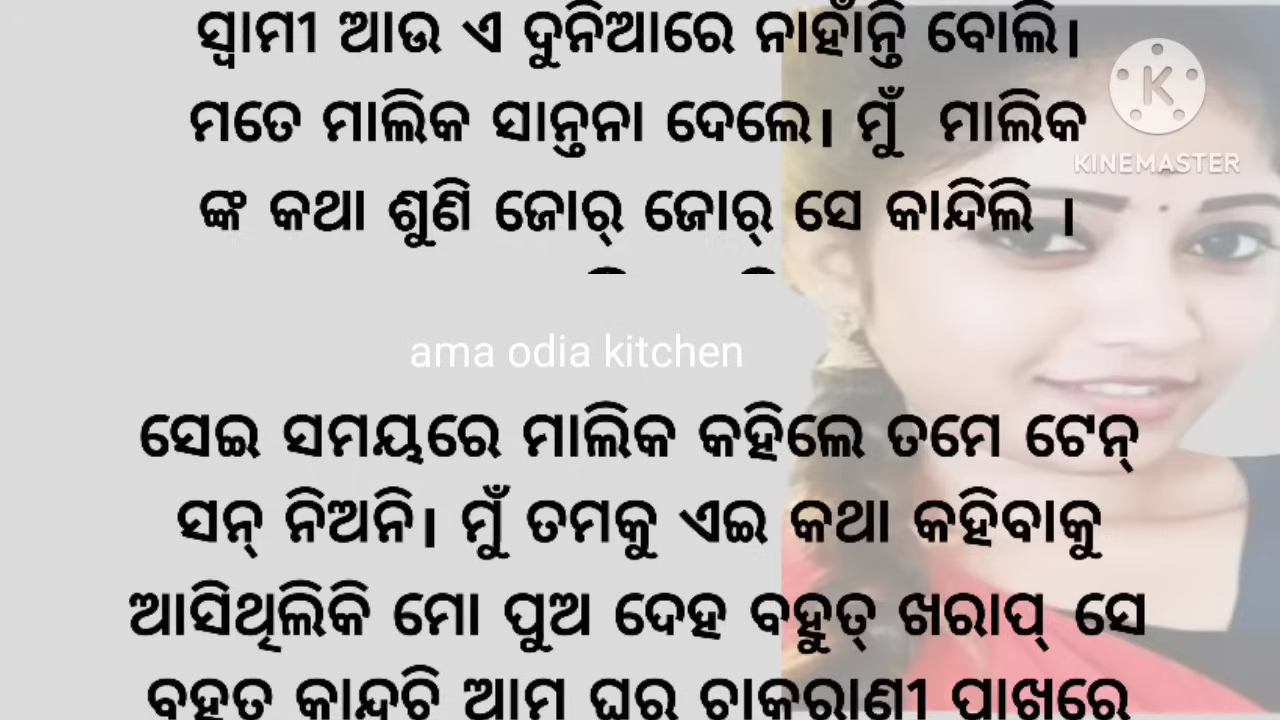 ସ୍ୱାମୀ ଆଉ ଏ ଦୁନିଆରେ ନାହାଁନ୍ତି ବୋଲି।
ମତେ ମାଲିକ ସାନ୍ତନା ଦେଲେ। ମୁଁ ମାଲିକ
ଙ୍କ କଥା ଶୁଣି ଜୋର୍ ଜୋର୍ ସେ କାନ୍ଦିଲି ।
KINEMASTER
ama odia kitchen
ସେଇ ସମୟରେ ମାଲିକ କହିଲେ ତମେ ଟେନ୍
ସନ୍ ନିଅନି। ମୁଁ ତମକୁ ଏଇ କଥା କହିବାକୁ
ଆସିଥିଲିକି ମୋ ପୁଅ ଦେହ ବହୁତ୍ ଖରାପ୍ ସେ
ବହୁତ କାନ୍ଦୁଚି ଆମ ଘର ଚାକରାଣୀ ପାଖରେ